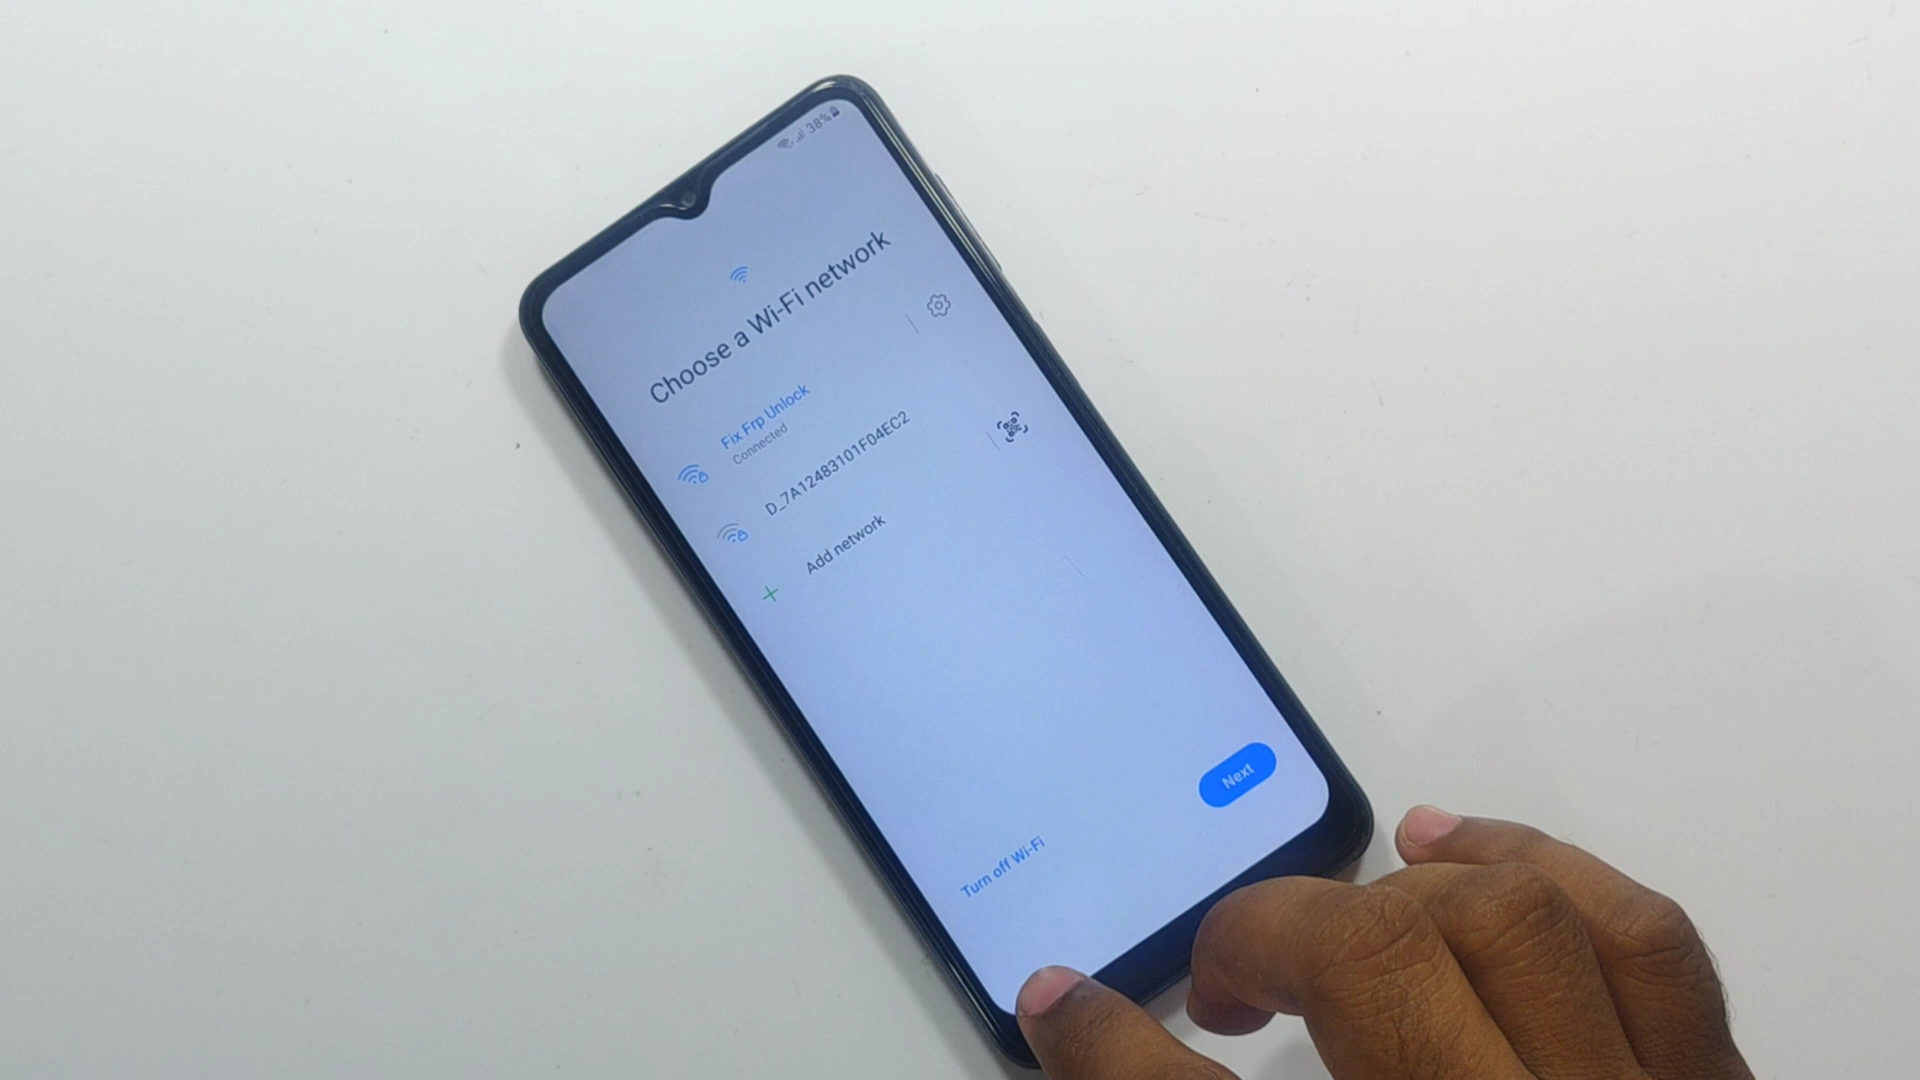 38%
Choose a Wi-Fi network
Fix Frp Unlock
Connected
D_7A12483101F04EC2
Add network
Next
Turn off Wi-Fi